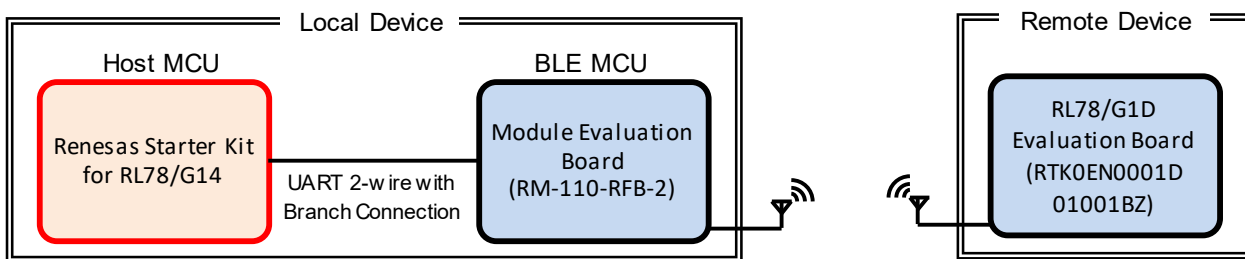 Local Device
Remote Device
Host MCU
BLE MCU
Renesas Starter Kit
for RL78/G14
UART 2-wire with
Branch Connection
Module Evaluation
Board
(RM-110-RFB-2)
RL78/G1D
Evaluation Board
(RTK0EN0001D
01001BZ)